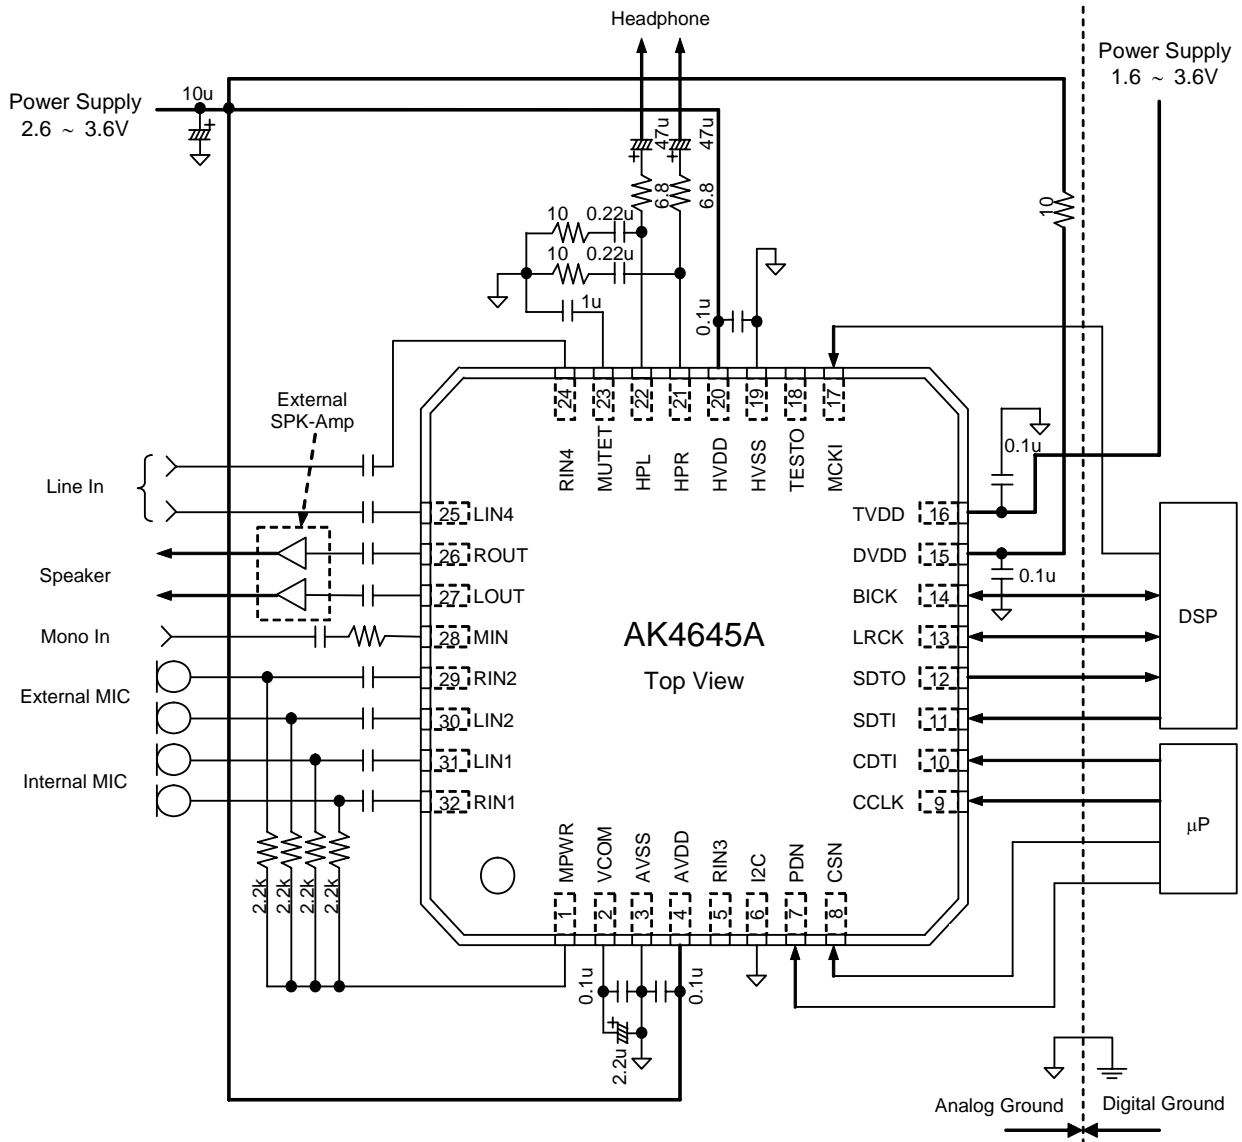 Headphone
Power Supply
1.6 ~ 3.6V
Power Supply
2.6 ~ 3.6V
10u
+
47u
47u
+
+
6.8
6.8
10
10
0.22u
10
0.22u
1u
0.1u
External
SPK-Amp
24
23
22
21
20
19
18
17
RIN4
MUTET
HPL
HPR
HVDD
HVSS
TESTO
MCKI
0.1u
Line In
25 LIN4
TVDD 16
26 ROUT
DVDD 15
0.1u
Speaker
27 LOUT
BICK 14
DSP
Mono In
28 MIN
AK4645A
LRCK 13
External MIC
29 RIN2
Top View
SDTO 12
30 LIN2
SDTI 11
Internal MIC
31 LIN1
CDTI 10
32 RIN1
CCLK 9
µP
2.2k
2.2k
2.2k
2.2k
MPWR
VCOM
AVSS
AVDD
RIN3
I2C
PDN
CSN
1
2
3
4
5
6
7
8
0.1u
0.1u
+
2.2u
Analog Ground
Digital Ground